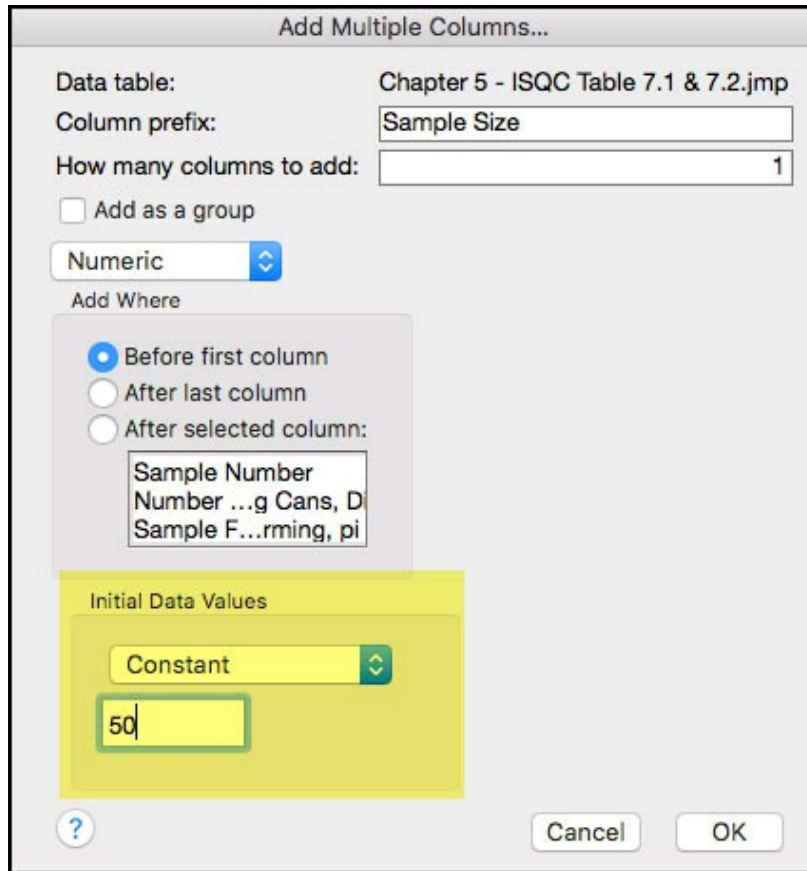 Add Multiple Columns...
Data table: Chapter 5 - ISQC Table 7.1 & 7.2.jmp
Column prefix: Sample Size
How many columns to add: 1
Add as a group
Numeric
Add Where
Before first column
After last column
After selected column:
Sample Number
Number ...g Cans, Di
Sample F...rming, pi
Initial Data Values
Constant
50
?
Cancel OK